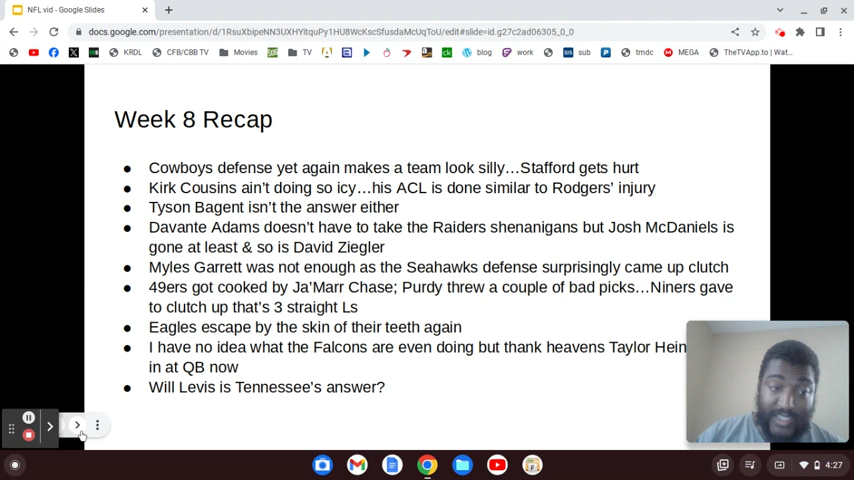 NFL vid - Google Slides
docs.google.com/presentation/d/1RsuXbipeNN3UXHYitquPy1HU8WcKscSfusdaMcUqToU/edit#slide=id.g27c2ad06305_0_0
KRDL CFB/CBB TV Movies TV blog work sub tmdc MEGA TheTVApp.to | Wat...
Week 8 Recap
● Cowboys defense yet again makes a team look silly…Stafford gets hurt
● Kirk Cousins ain’t doing so icy…his ACL is done similar to Rodgers’ injury
● Tyson Bagent isn’t the answer either
● Davante Adams doesn’t have to take the Raiders shenanigans but Josh McDaniels is
gone at least & so is David Ziegler
● Myles Garrett was not enough as the Seahawks defense surprisingly came up clutch
● 49ers got cooked by Ja’Marr Chase; Purdy threw a couple of bad picks…Niners gave
to clutch up that’s 3 straight Ls
● Eagles escape by the skin of their teeth again
● I have no idea what the Falcons are even doing but thank heavens Taylor Hein
in at QB now
● Will Levis is Tennessee’s answer?
4:27